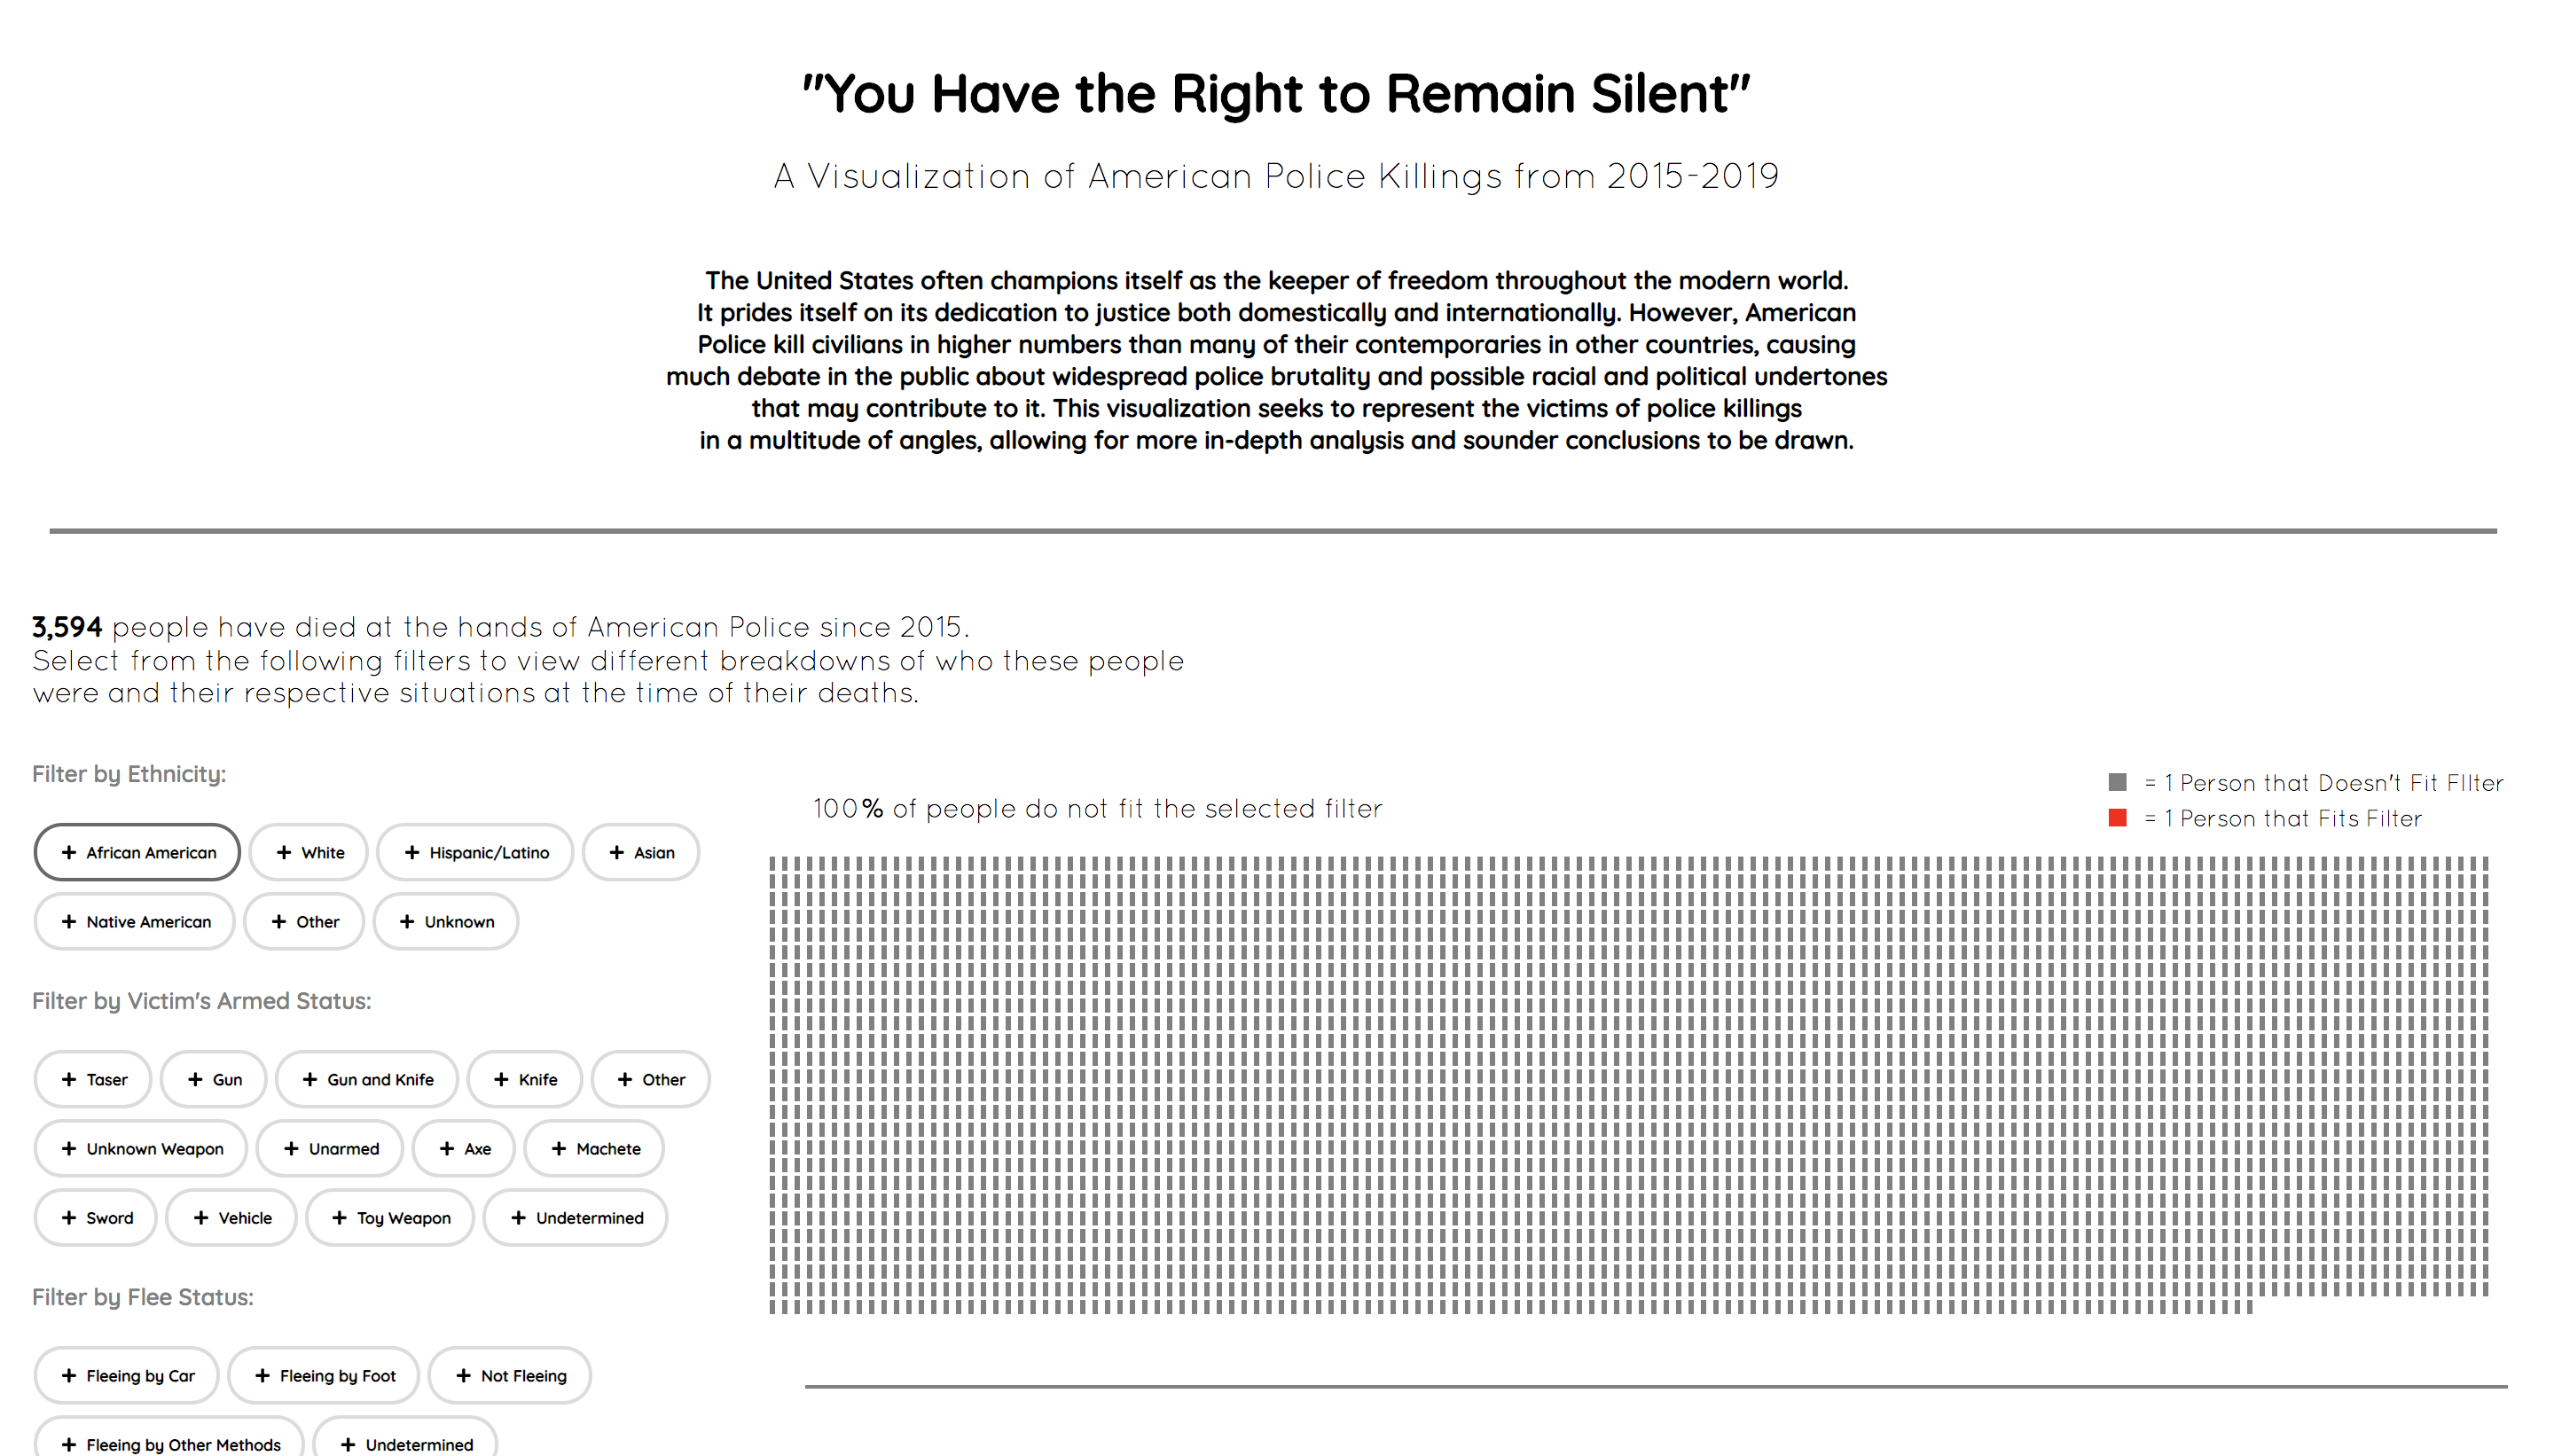 "You Have the Right to Remain Silent"
A Visualization of American Police Killings from 2015-2019
The United States often champions itself as the keeper of freedom throughout the modern world.
It prides itself on its dedication to justice both domestically and internationally. However, American
Police kill civilians in higher numbers than many of their contemporaries in other countries, causing
much debate in the public about widespread police brutality and possible racial and political undertones
that may contribute to it. This visualization seeks to represent the victims of police killings
in a multitude of angles, allowing for more in-depth analysis and sounder conclusions to be drawn.
3,594 people have died at the hands of American Police since 2015.
Select from the following filters to view different breakdowns of who these people
were and their respective situations at the time of their deaths.
Filter by Ethnicity:
+ African American + White + Hispanic/Latino + Asian
+ Native American + Other + Unknown
Filter by Victim's Armed Status:
+ Taser + Gun + Gun and Knife + Knife + Other
+ Unknown Weapon + Unarmed + Axe + Machete
+ Sword + Vehicle + Toy Weapon + Undetermined
Filter by Flee Status:
+ Fleeing by Car + Fleeing by Foot + Not Fleeing
+ Fleeing by Other Methods + Undetermined
100% of people do not fit the selected filter
= 1 Person that Doesn't Fit FIlter
= 1 Person that Fits Filter